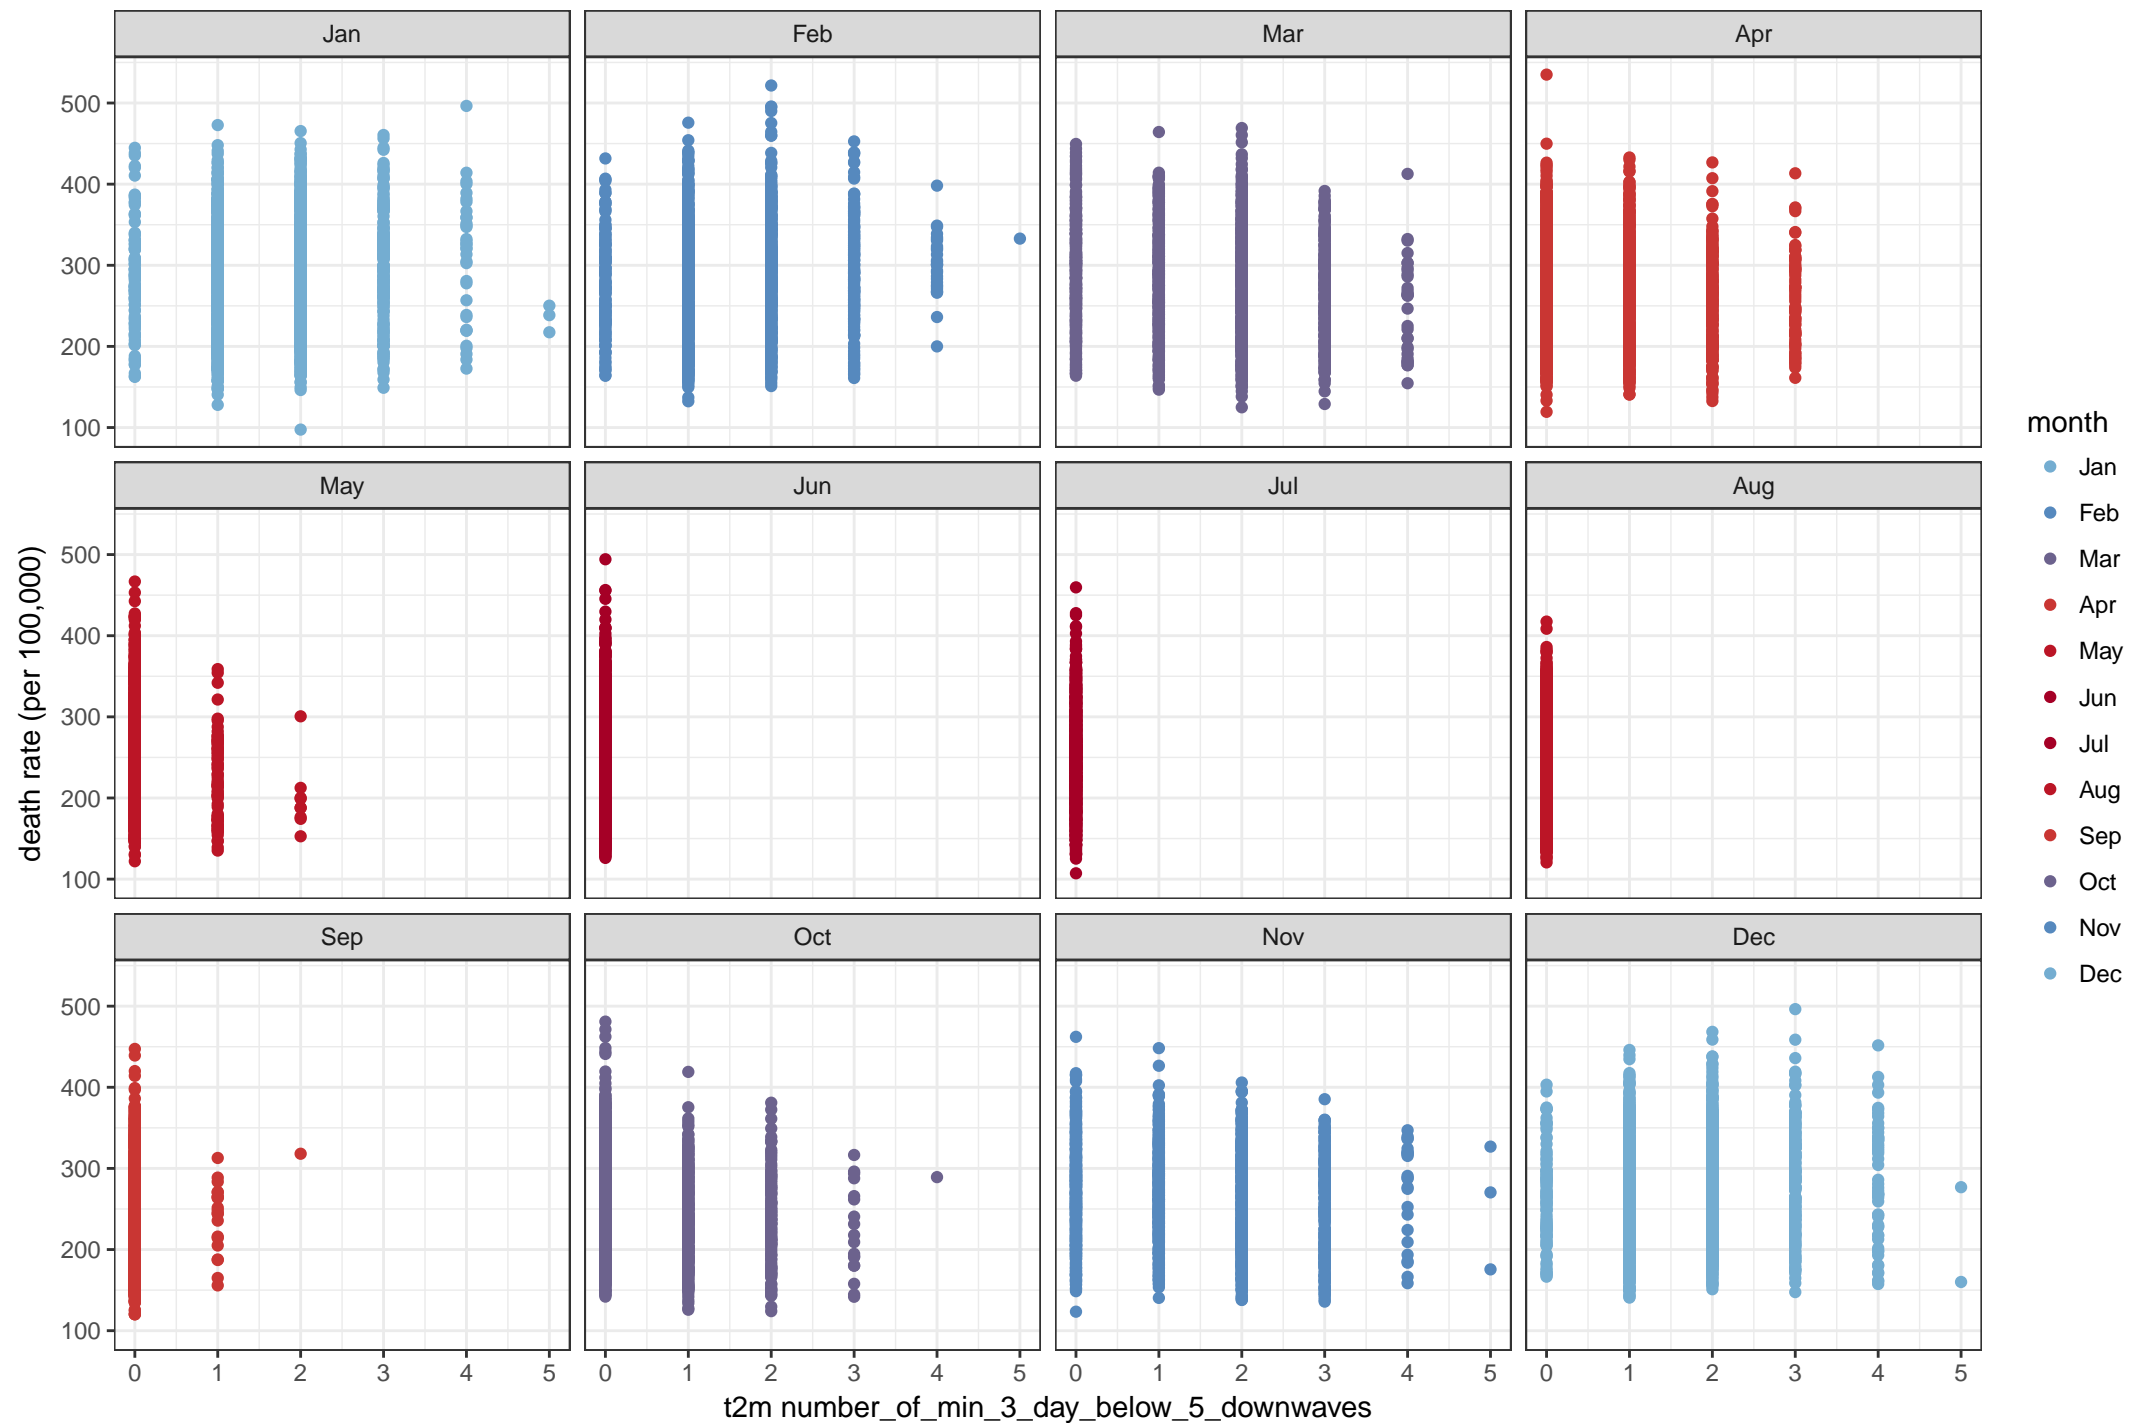 Jan Feb Mar Apr
500
400
300
200
100
May Jun Jul Aug
500
400
300
200
100
Sep Oct Nov Dec
500
400
300
200
100
0 1 2 3 4 5 0 1 2 3 4 5 0 1 2 3 4 5 0 1 2 3 4 5
t2m number_of_min_3_day_below_5_downwaves
death rate (per 100,000)
month
Jan
Feb
Mar
Apr
May
Jun
Jul
Aug
Sep
Oct
Nov
Dec